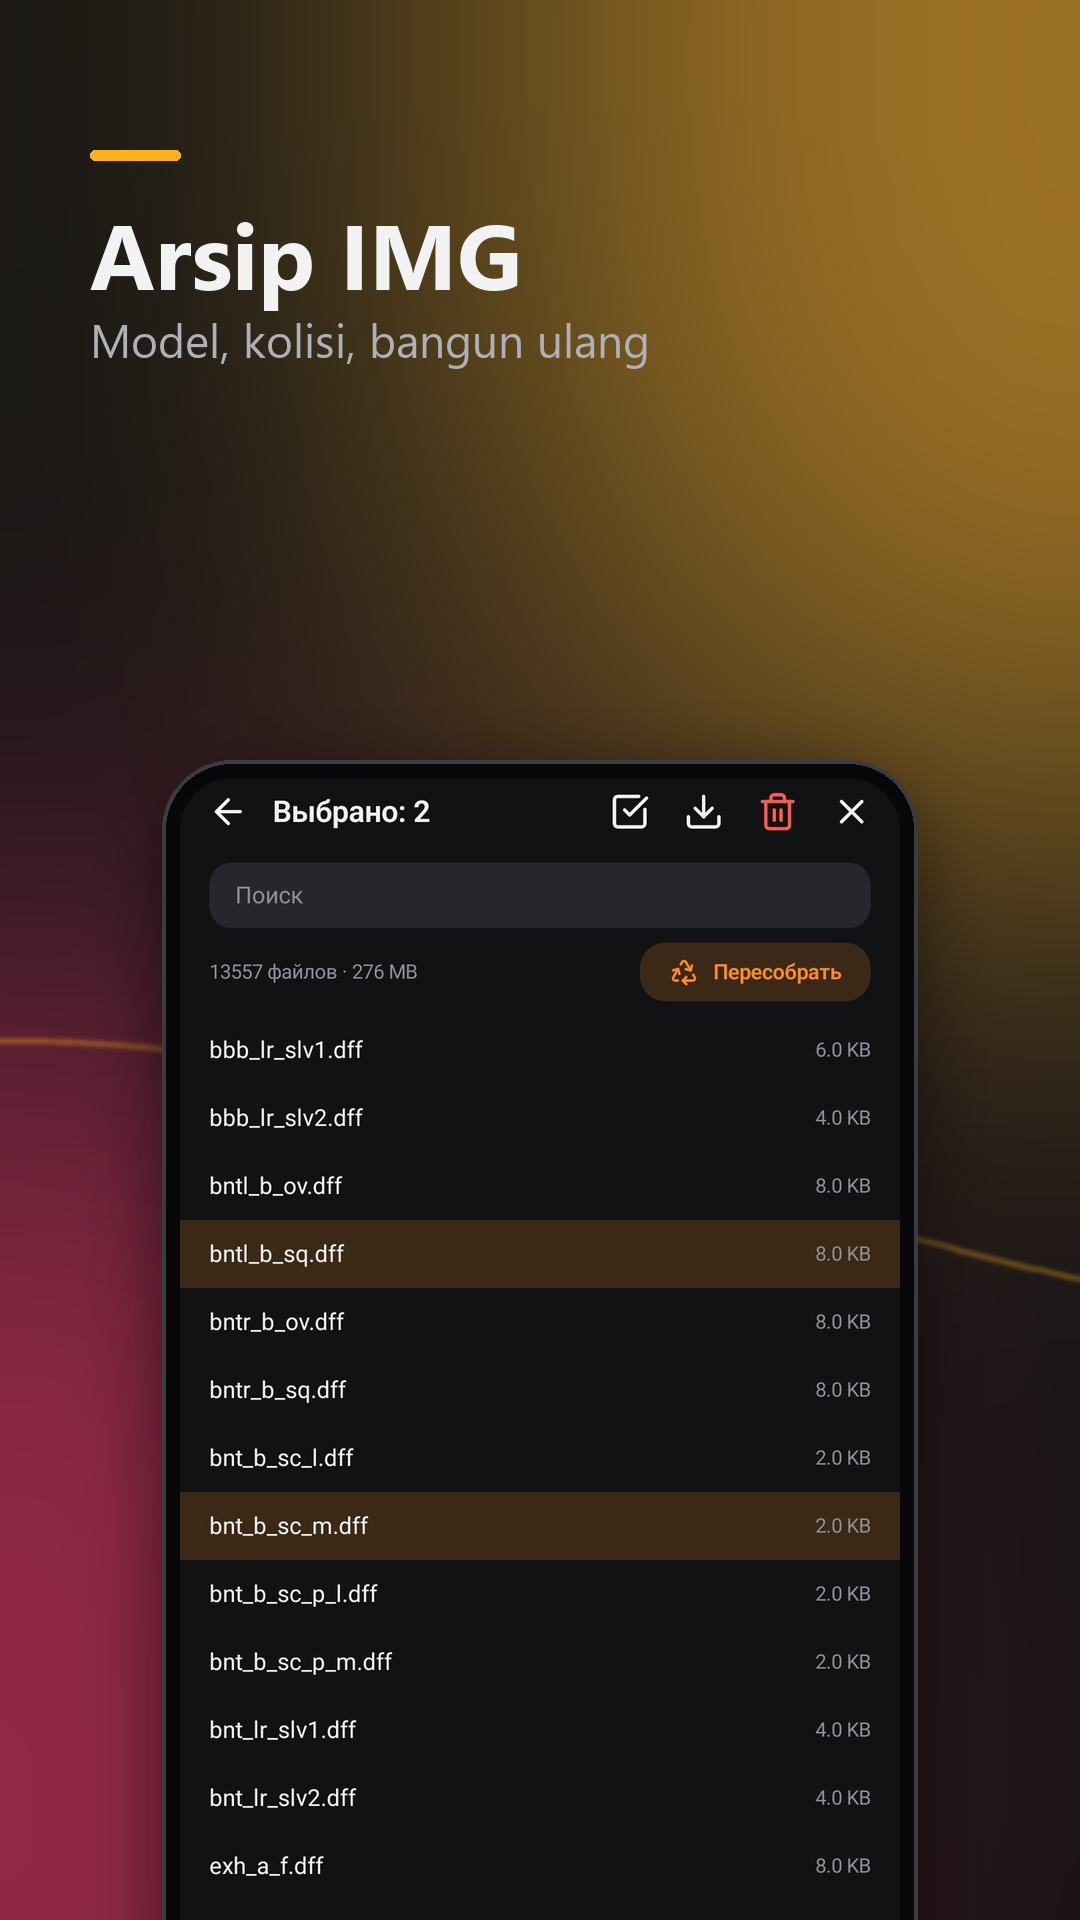 Arsip IMG
Model, kolisi, bangun ulang
Выбрано: 2
Поиск
13557 файлов · 276 MB
Пересобрать
bbb_lr_slv1.dff 6.0 KB
bbb_lr_slv2.dff 4.0 KB
bntl_b_ov.dff 8.0 KB
bntl_b_sq.dff 8.0 KB
bntr_b_ov.dff 8.0 KB
bntr_b_sq.dff 8.0 KB
bnt_b_sc_l.dff 2.0 KB
bnt_b_sc_m.dff 2.0 KB
bnt_b_sc_p_l.dff 2.0 KB
bnt_b_sc_p_m.dff 2.0 KB
bnt_lr_slv1.dff 4.0 KB
bnt_lr_slv2.dff 4.0 KB
exh_a_f.dff 8.0 KB